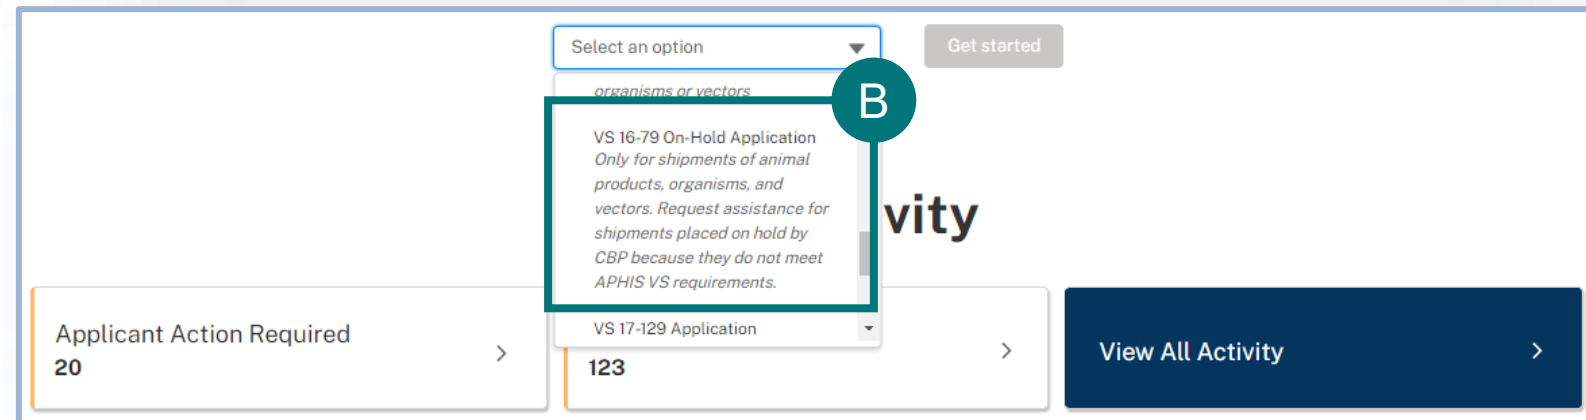 Select an option
Get started
organisms or vectors
B
VS 16-79 On-Hold Application
Only for shipments of animal
products, organisms, and
vectors. Request assistance for
shipments placed on hold by
CBP because they do not meet
APHIS VS requirements.
vity
VS 17-129 Application
Applicant Action Required
20
123
View All Activity